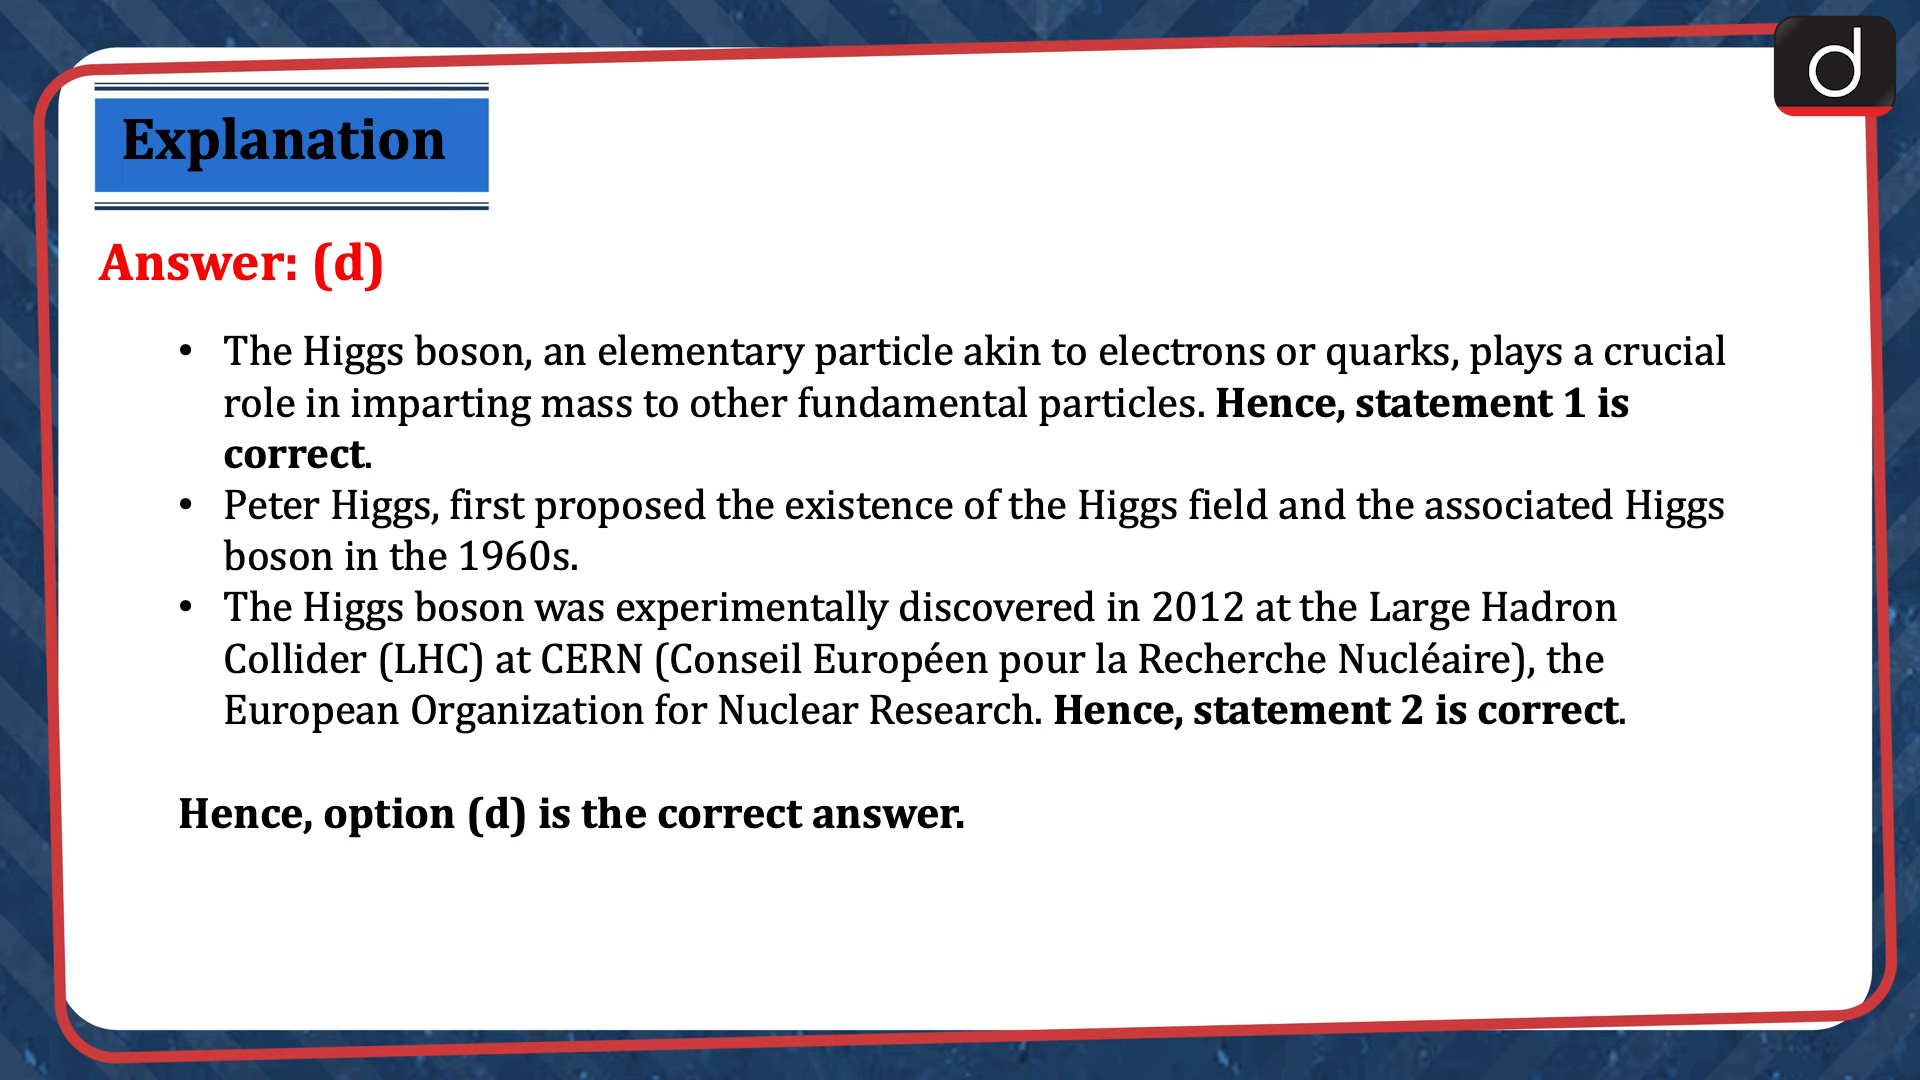 d
Explanation
Answer: (d)
• The Higgs boson, an elementary particle akin to electrons or quarks, plays a crucial
role in imparting mass to other fundamental particles. Hence, statement 1 is
correct.
• Peter Higgs, first proposed the existence of the Higgs field and the associated Higgs
boson in the 1960s.
• The Higgs boson was experimentally discovered in 2012 at the Large Hadron
Collider (LHC) at CERN (Conseil Européen pour la Recherche Nucléaire), the
European Organization for Nuclear Research. Hence, statement 2 is correct.
Hence, option (d) is the correct answer.